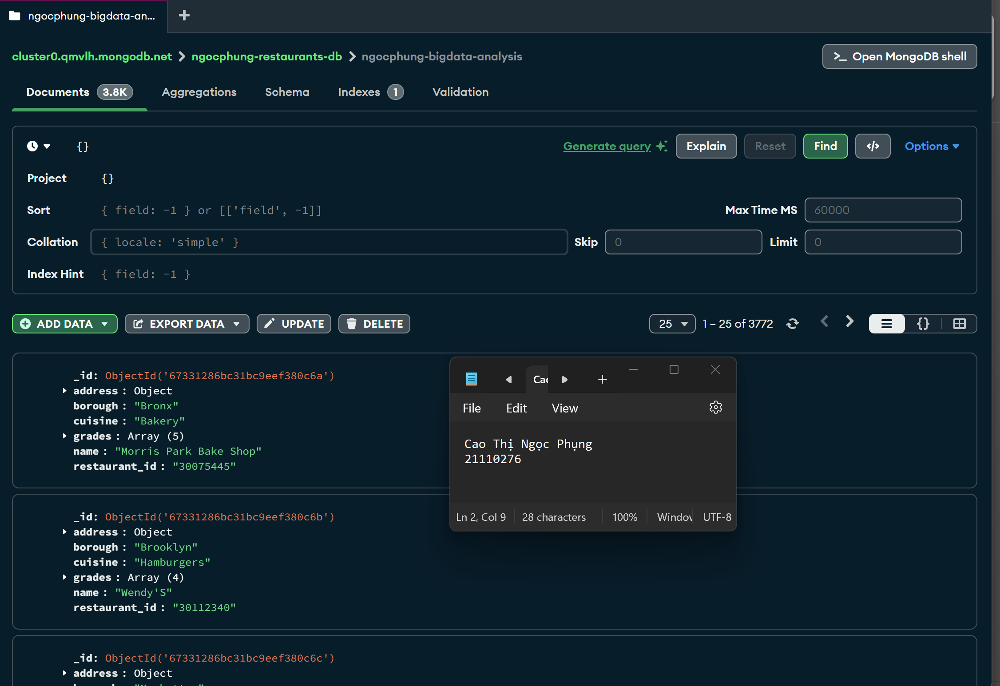 ngocphung-bigdata-an...
cluster0.qmvlh.mongodb.net > ngocphung-restaurants-db > ngocphung-bigdata-analysis
>_ Open MongoDB shell
Documents 3.8K Aggregations Schema Indexes 1 Validation
{} Generate query Explain Reset Find </> Options
Project {}
Sort { field: -1 } or [['field', -1]] Max Time MS 60000
Collation { locale: 'simple' } Skip 0 Limit 0
Index Hint { field: -1 }
ADD DATA EXPORT DATA UPDATE DELETE 25 1 – 25 of 3772 {}
_id: ObjectId('67331286bc31bc9eef380c6a')
address : Object
borough : "Bronx"
cuisine : "Bakery"
grades : Array (5)
name : "Morris Park Bake Shop"
restaurant_id : "30075445"
_id: ObjectId('67331286bc31bc9eef380c6b')
address : Object
borough : "Brooklyn"
cuisine : "Hamburgers"
grades : Array (4)
name : "Wendy'S"
restaurant_id : "30112340"
_id: ObjectId('67331286bc31bc9eef380c6c')
address : Object
Cao
File Edit View
Cao Thị Ngọc Phụng
21110276
Ln 2, Col 9 28 characters 100% Window UTF-8